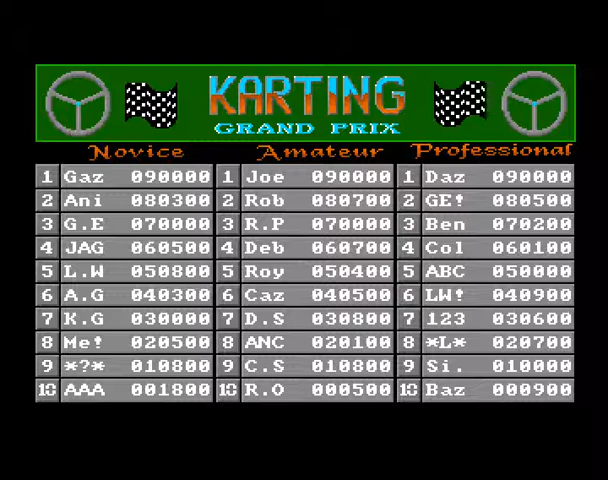 KARTING
GRAND PRIX
Novice Amateur Professional
1 Gaz 090000 1 Joe 090000 1 Daz 090000
2 Ani 080300 2 Rob 080700 2 GE! 080500
3 G.E 070000 3 R.P 070000 3 Ben 070200
4 JAG 060500 4 Deb 060700 4 Col 060100
5 L.W 050800 5 Roy 050400 5 ABC 050000
6 A.G 040300 6 Caz 040500 6 LW! 040900
7 K.G 030000 7 D.S 030800 7 123 030600
8 Me! 020500 8 ANC 020100 8 *L* 020700
9 *?* 010800 9 C.S 010800 9 Si. 010000
10 AAA 001800 10 R.O 000500 10 Baz 000900